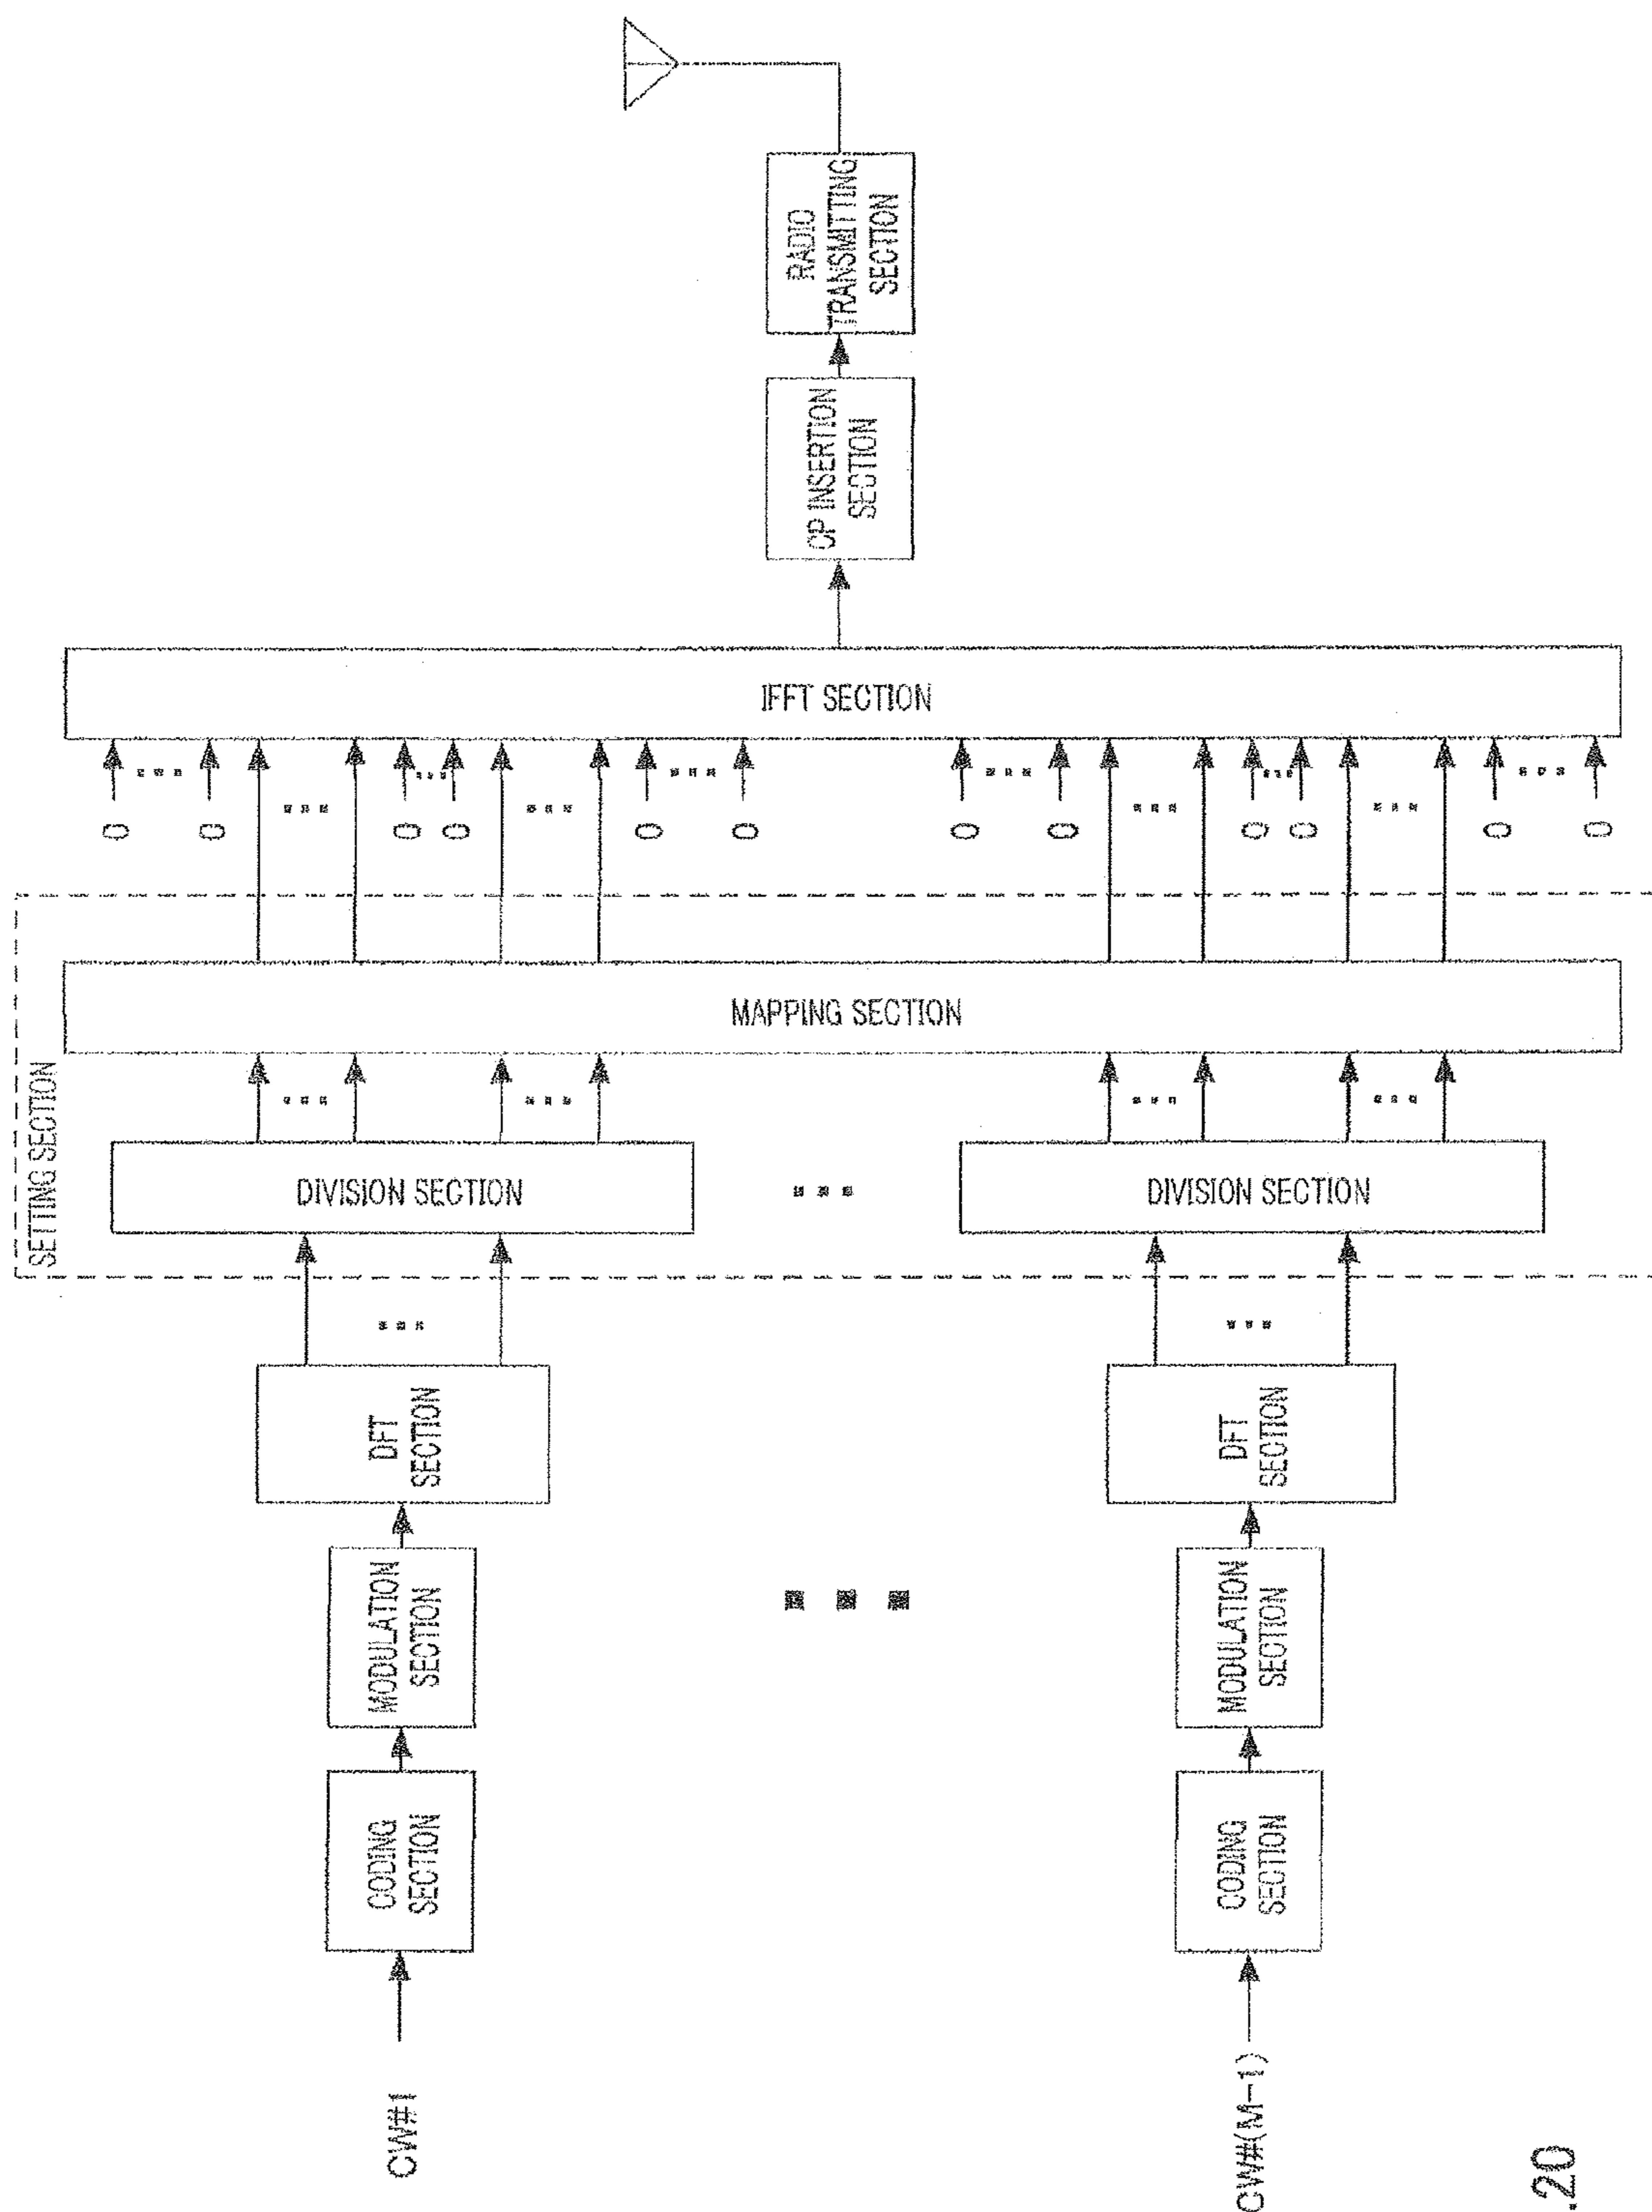 CW#1
CODING
SECTION
MODULATION
SECTION
DFT
SECTION
SETTING SECTION
DIVISION SECTION
MAPPING SECTION
0
0
0
0
0
0
IFFT SECTION
CP INSERTION
SECTION
RADIO
TRANSMITTING
SECTION
CW#(M-1)
CODING
SECTION
MODULATION
SECTION
DFT
SECTION
DIVISION SECTION
0
0
0
0
0
0
.20